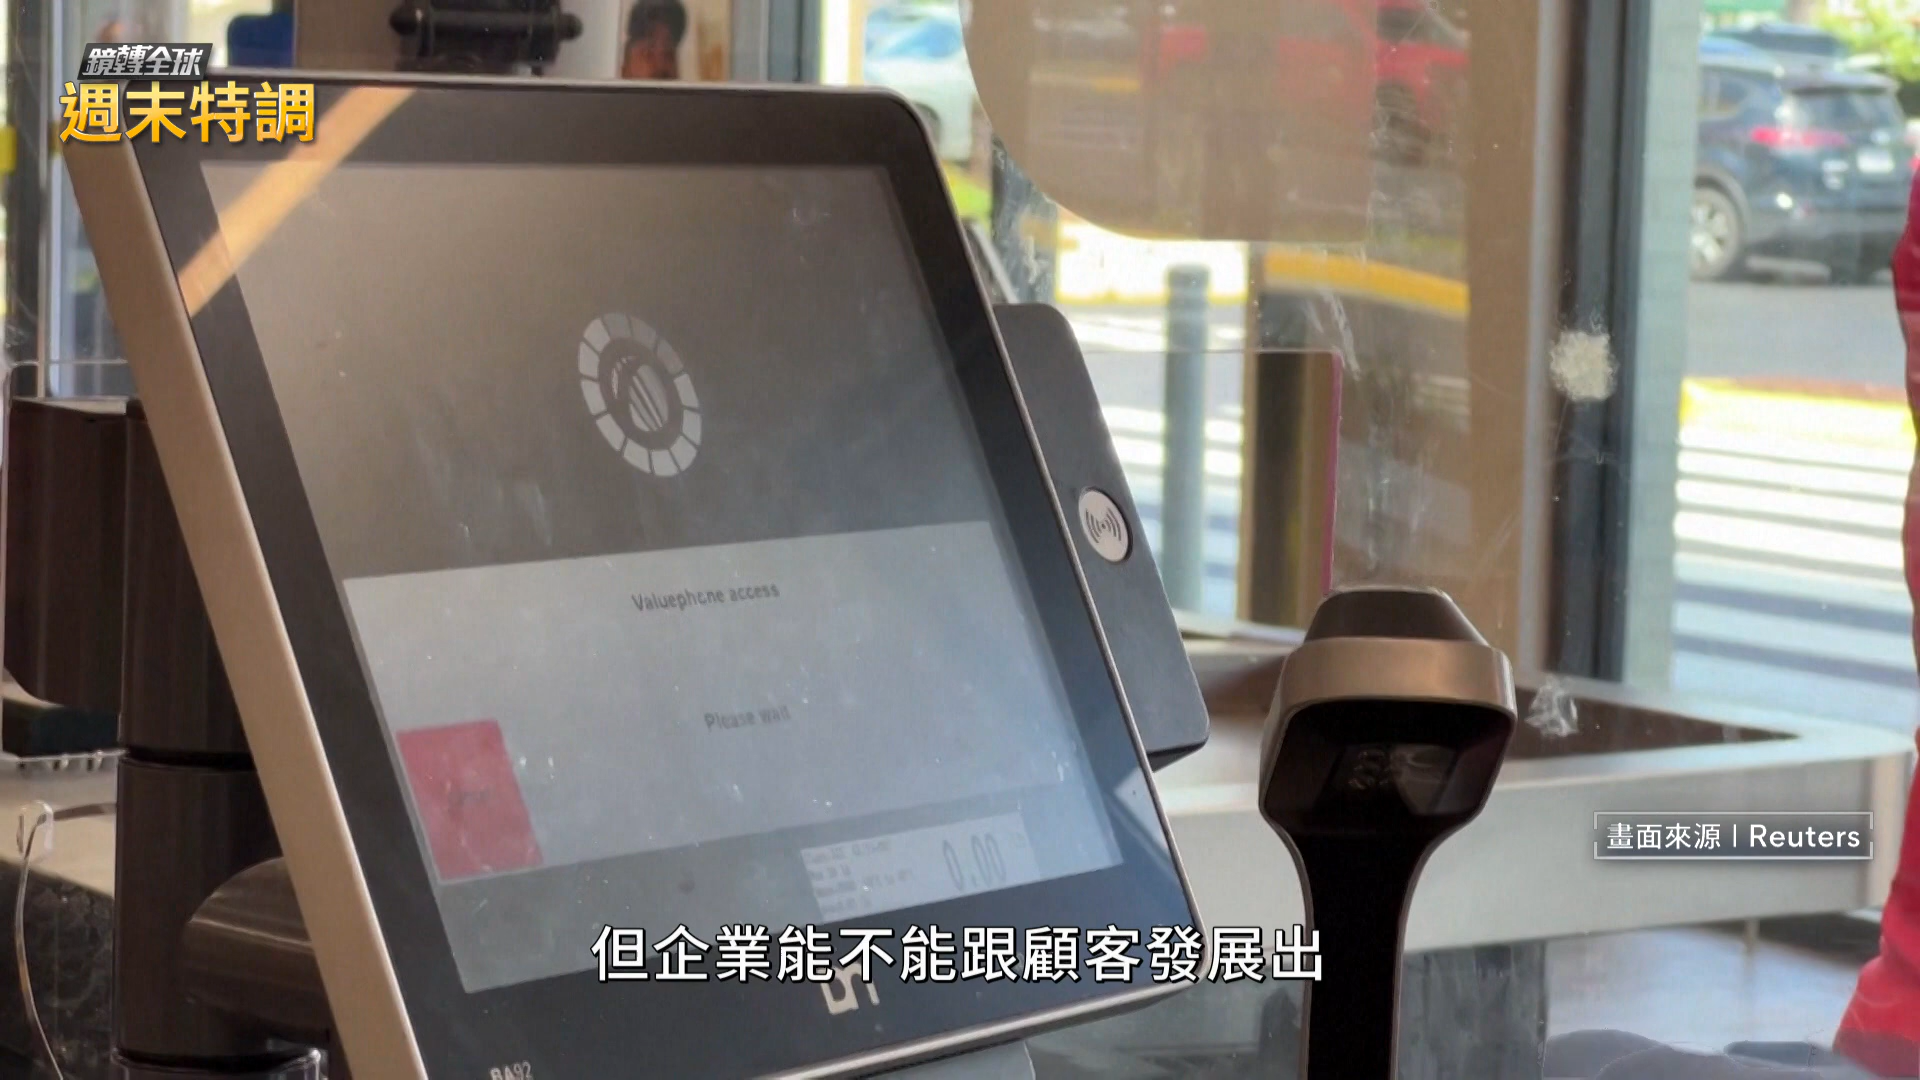 鏡轉全球
週末特調
Valuephone access
Please wait
0.00
畫面來源 | Reuters
但企業能不能跟顧客發展出
BA92